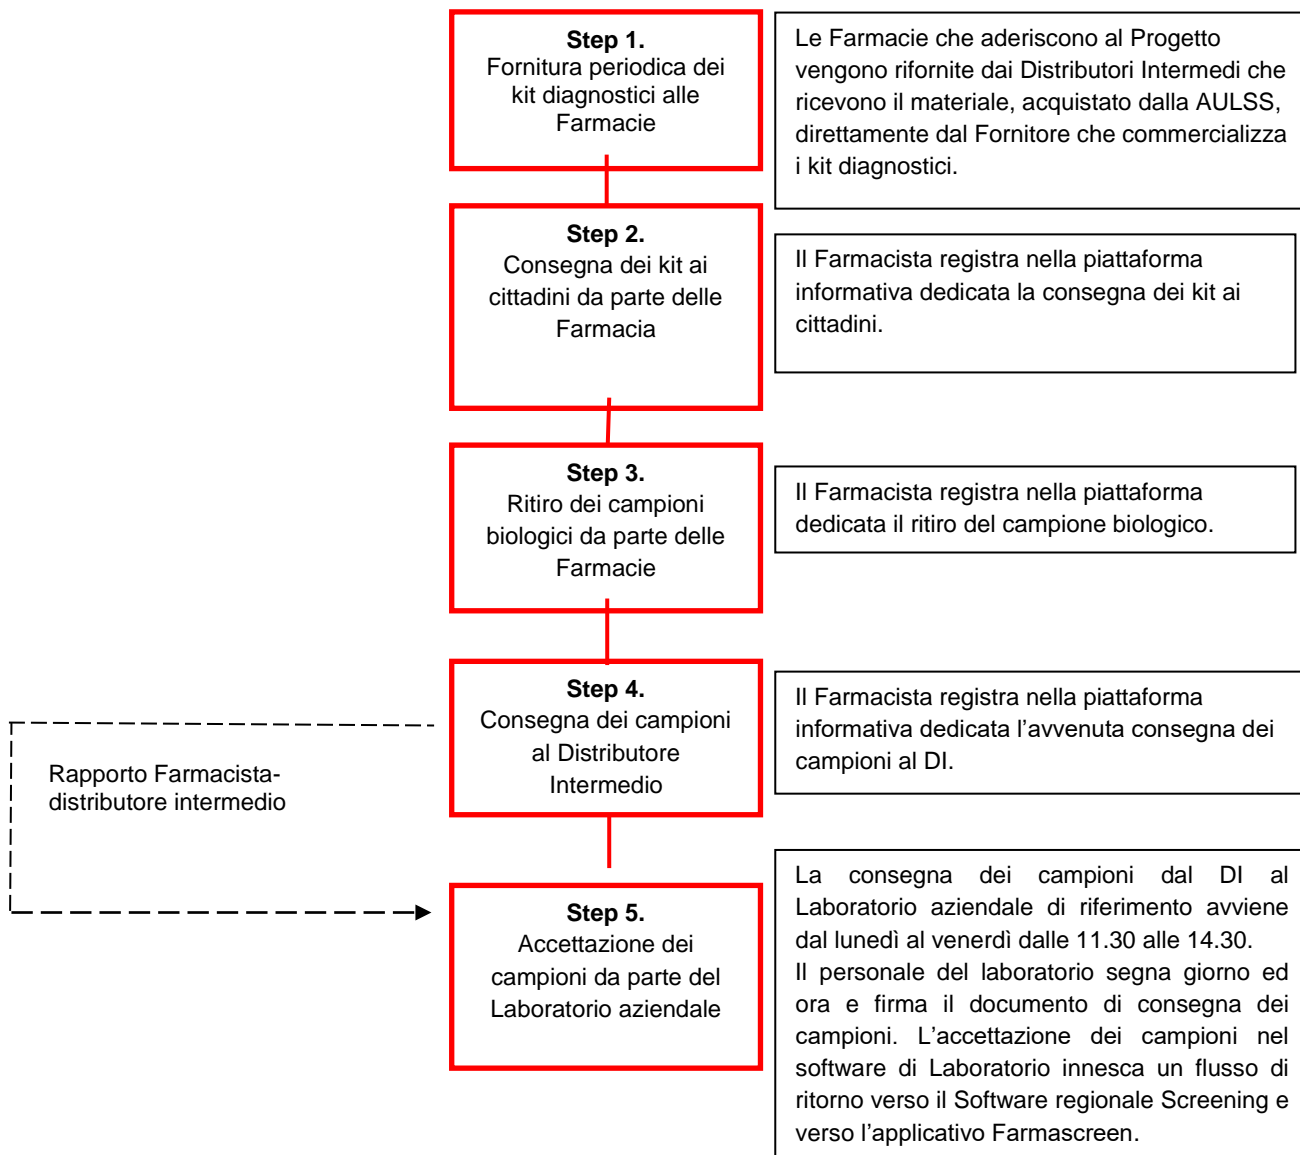 Step 1.
Fornitura periodica dei
kit diagnostici alle
Farmacie
Le Farmacie che aderiscono al Progetto
vengono rifornite dai Distributori Intermedi che
ricevono il materiale, acquistato dalla AULSS,
direttamente dal Fornitore che commercializza
i kit diagnostici.
Step 2.
Consegna dei kit ai
cittadini da parte delle
Farmacia
Il Farmacista registra nella piattaforma
informativa dedicata la consegna dei kit ai
cittadini.
Step 3.
Ritiro dei campioni
biologici da parte delle
Farmacie
Il Farmacista registra nella piattaforma
dedicata il ritiro del campione biologico.
Step 4.
Consegna dei campioni
al Distributore
Intermedio
Il Farmacista registra nella piattaforma
informativa dedicata l’avvenuta consegna dei
campioni al DI.
Rapporto Farmacista-
distributore intermedio
Step 5.
Accettazione dei
campioni da parte del
Laboratorio aziendale
La consegna dei campioni dal DI al
Laboratorio aziendale di riferimento avviene
dal lunedì al venerdì dalle 11.30 alle 14.30.
Il personale del laboratorio segna giorno ed
ora e firma il documento di consegna dei
campioni. L’accettazione dei campioni nel
software di Laboratorio innesca un flusso di
ritorno verso il Software regionale Screening e
verso l’applicativo Farmascreen.